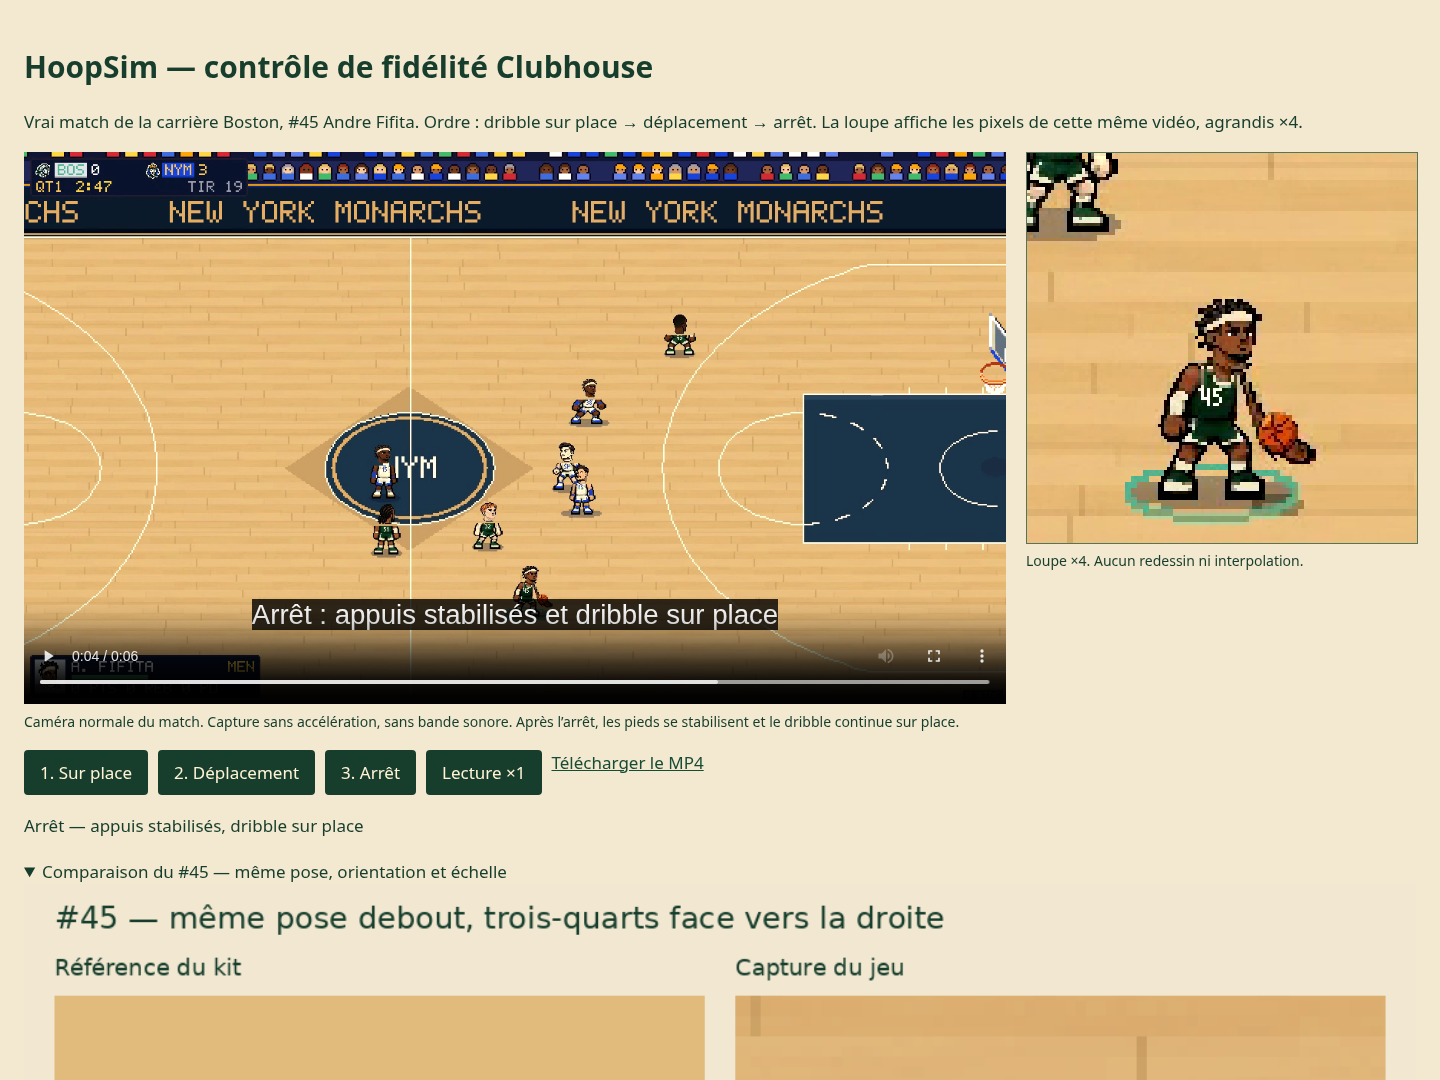 HoopSim — contrôle de fidélité Clubhouse
Vrai match de la carrière Boston, #45 Andre Fifita. Ordre : dribble sur place → déplacement → arrêt. La loupe affiche les pixels de cette même vidéo, agrandis ×4.
BOS 0 NYM 3
QT1 2:47 TIR 19
CHS NEW YORK MONARCHS NEW YORK MONARCHS
NYM
45
Arrêt : appuis stabilisés et dribble sur place
0:04 / 0:06
A. FIFITA MEN
Loupe ×4. Aucun redessin ni interpolation.
Caméra normale du match. Capture sans accélération, sans bande sonore. Après l’arrêt, les pieds se stabilisent et le dribble continue sur place.
1. Sur place
2. Déplacement
3. Arrêt
Lecture ×1
Télécharger le MP4
Arrêt — appuis stabilisés, dribble sur place
▼ Comparaison du #45 — même pose, orientation et échelle
#45 — même pose debout, trois-quarts face vers la droite
Référence du kit
Capture du jeu